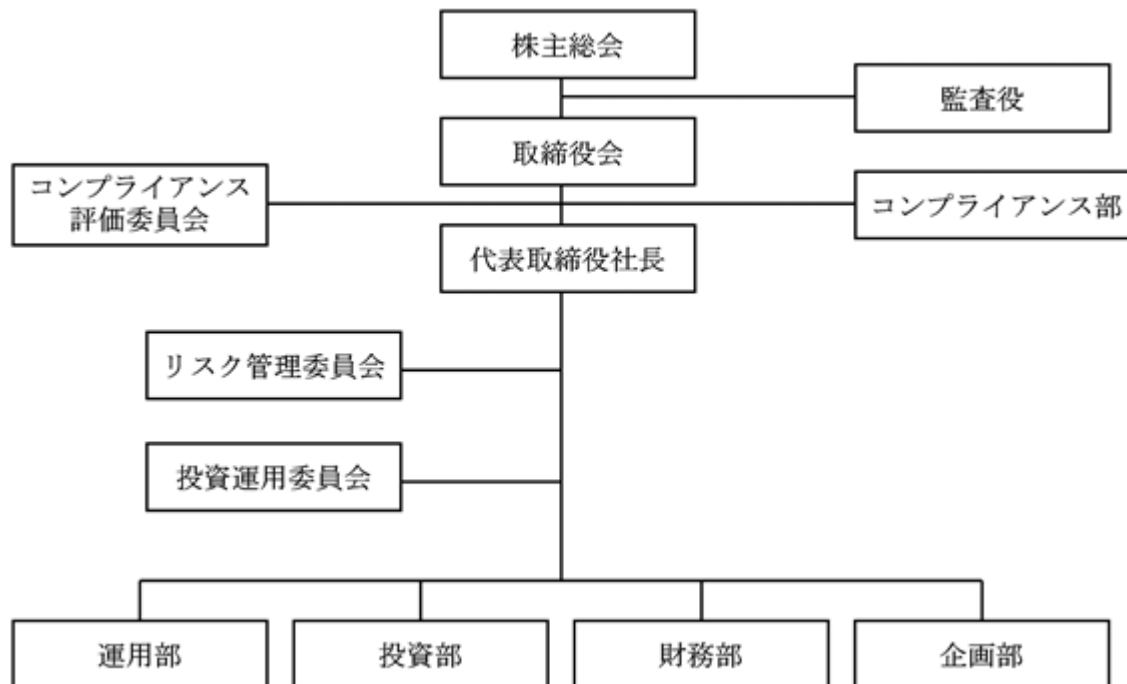 株主総会
監査役
取締役会
コンプライアンス
評価委員会
コンプライアンス部
代表取締役社長
リスク管理委員会
投資運用委員会
運用部
投資部
財務部
企画部